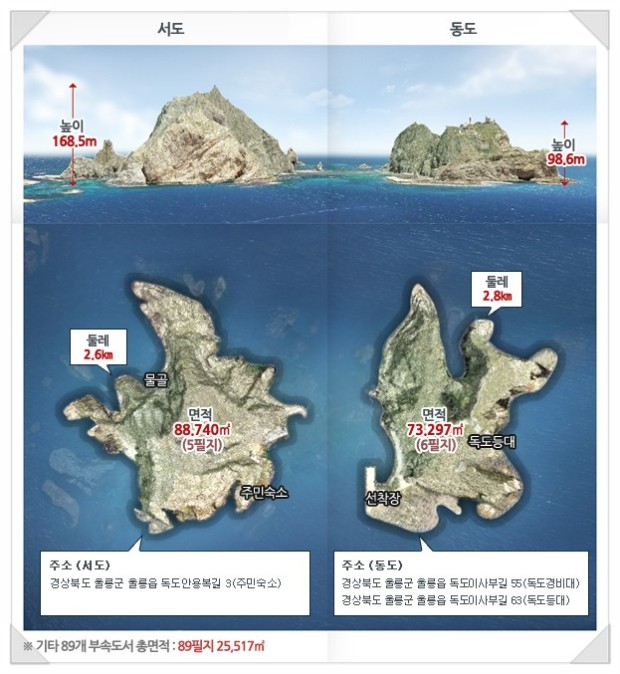 서도
동도
높이
168.5m
높이
98.6m
둘레
2.8㎞
둘레
2.6㎞
물골
면적
88.740㎡
(5필지)
면적
73.297㎡
(6필지)
독도등대
주민숙소
선착장
주소 (서도)
경상북도 울릉군 울릉읍 독도안용복길 3(주민숙소)
주소 (동도)
경상북도 울릉군 울릉읍 독도이사부길 55(독도경비대)
경상북도 울릉군 울릉읍 독도이사부길 63(독도등대)
※ 기타 89개 부속도서 총면적 : 89필지 25,517㎡